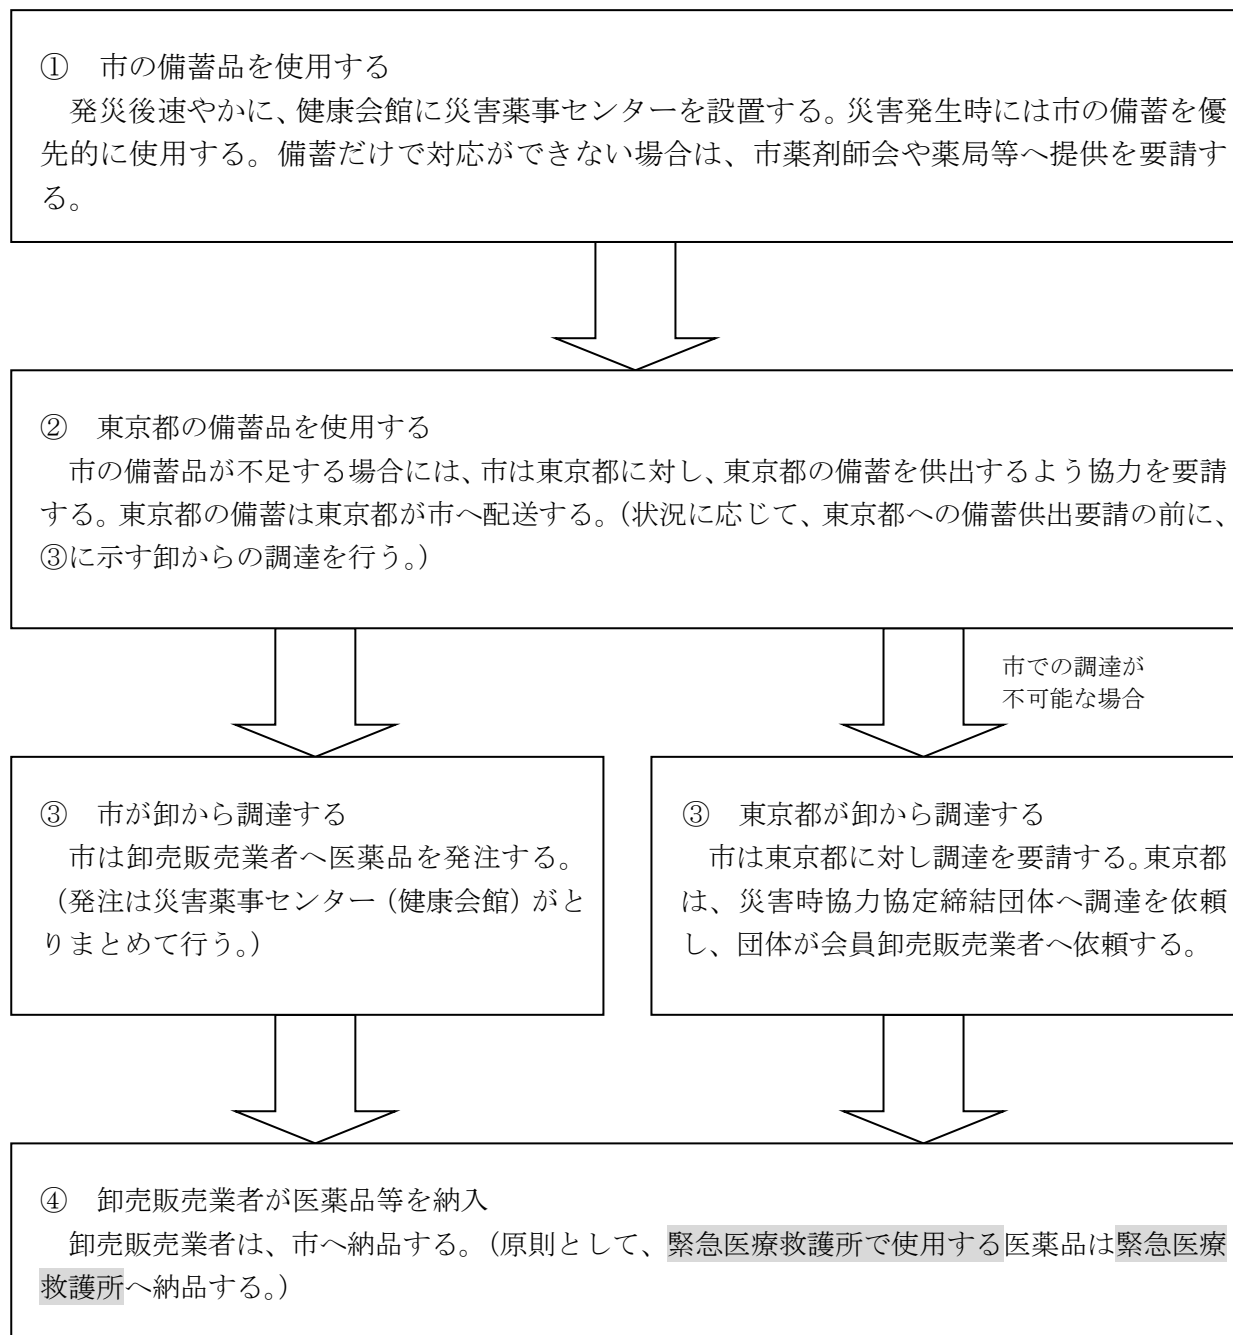 ① 市の備蓄品を使用する
発災後速やかに、健康会館に災害薬事センターを設置する。災害発生時には市の備蓄を優
先的に使用する。備蓄だけで対応ができない場合は、市薬剤師会や薬局等へ提供を要請す
る。
② 東京都の備蓄品を使用する
市の備蓄品が不足する場合には、市は東京都に対し、東京都の備蓄を供出するよう協力を要請
する。東京都の備蓄は東京都が市へ配送する。（状況に応じて、東京都への備蓄供出要請の前に、
③に示す卸からの調達を行う。）
市での調達が
不可能な場合
③ 市が卸から調達する
市は卸売販売業者へ医薬品を発注する。
（発注は災害薬事センター（健康会館）がと
りまとめて行う。）
③ 東京都が卸から調達する
市は東京都に対し調達を要請する。東京都
は、災害時協力協定締結団体へ調達を依頼
し、団体が会員卸売販売業者へ依頼する。
④ 卸売販売業者が医薬品等を納入
卸売販売業者は、市へ納品する。（原則として、緊急医療救護所で使用する医薬品は緊急医療
救護所へ納品する。）